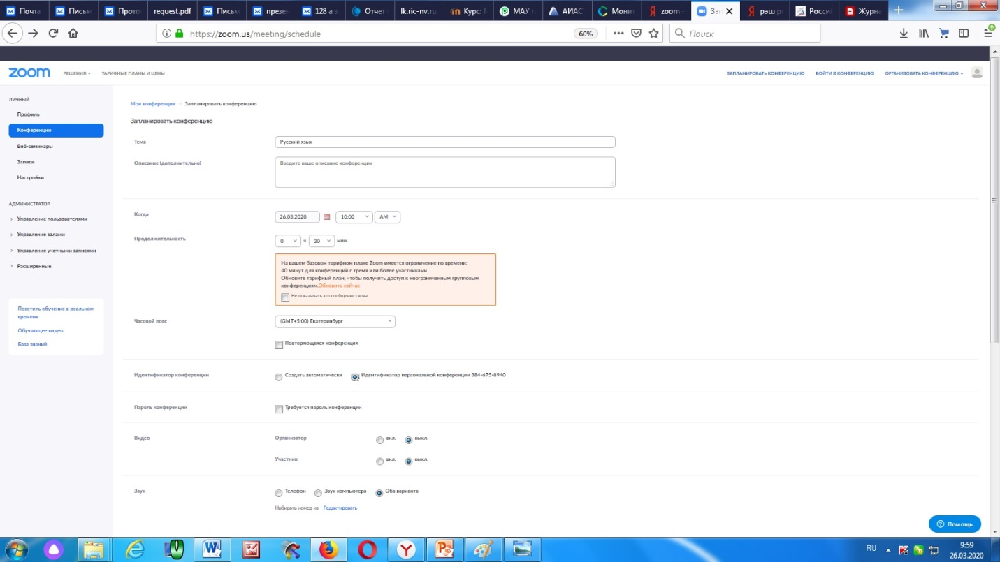 Почта
Письм
Прото
request.pdf
Письм
презен
128 а з
Отчет
lk.ric-nv.ru
Курс:
МАУ г
АИАС
Монит
zoom
Зап
рэш р
Росси
Журна
https://zoom.us/meeting/schedule
60%
Поиск
zoom
РЕШЕНИЯ
ТАРИФНЫЕ ПЛАНЫ И ЦЕНЫ
ЗАПЛАНИРОВАТЬ КОНФЕРЕНЦИЮ
ВОЙТИ В КОНФЕРЕНЦИЮ
ОРГАНИЗОВАТЬ КОНФЕРЕНЦИЮ
ЛИЧНЫЙ
Профиль
Конференции
Веб-семинары
Записи
Настройки
АДМИНИСТРАТОР
Управление пользователями
Управление залами
Управление учетными записями
Расширенные
Посетить обучение в реальном
времени
Обучающее видео
База знаний
Мои конференции > Запланировать конференцию
Запланировать конференцию
Тема
Русский язык
Описание (дополнительно)
Введите ваше описание конференции
Когда
26.03.2020 10:00 AM
Продолжительность
0 ч 30 мин
На вашем базовом тарифном плане Zoom имеется ограничение по времени:
40 минут для конференций с тремя или более участниками.
Обновите тарифный план, чтобы получить доступ к неограниченным групповым
конференциям.Обновить сейчас
Не показывать это сообщение снова
Часовой пояс
(GMT+5:00) Екатеринбург
Повторяющаяся конференция
Идентификатор конференции
Создать автоматически Идентификатор персональной конференции 384-675-8940
Пароль конференции
Требуется пароль конференции
Видео
Организатор вкл. выкл.
Участник вкл. выкл.
Звук
Телефон Звук компьютера Оба варианта
Набирать номер из Редактировать
Помощь
RU
9:59
26.03.2020